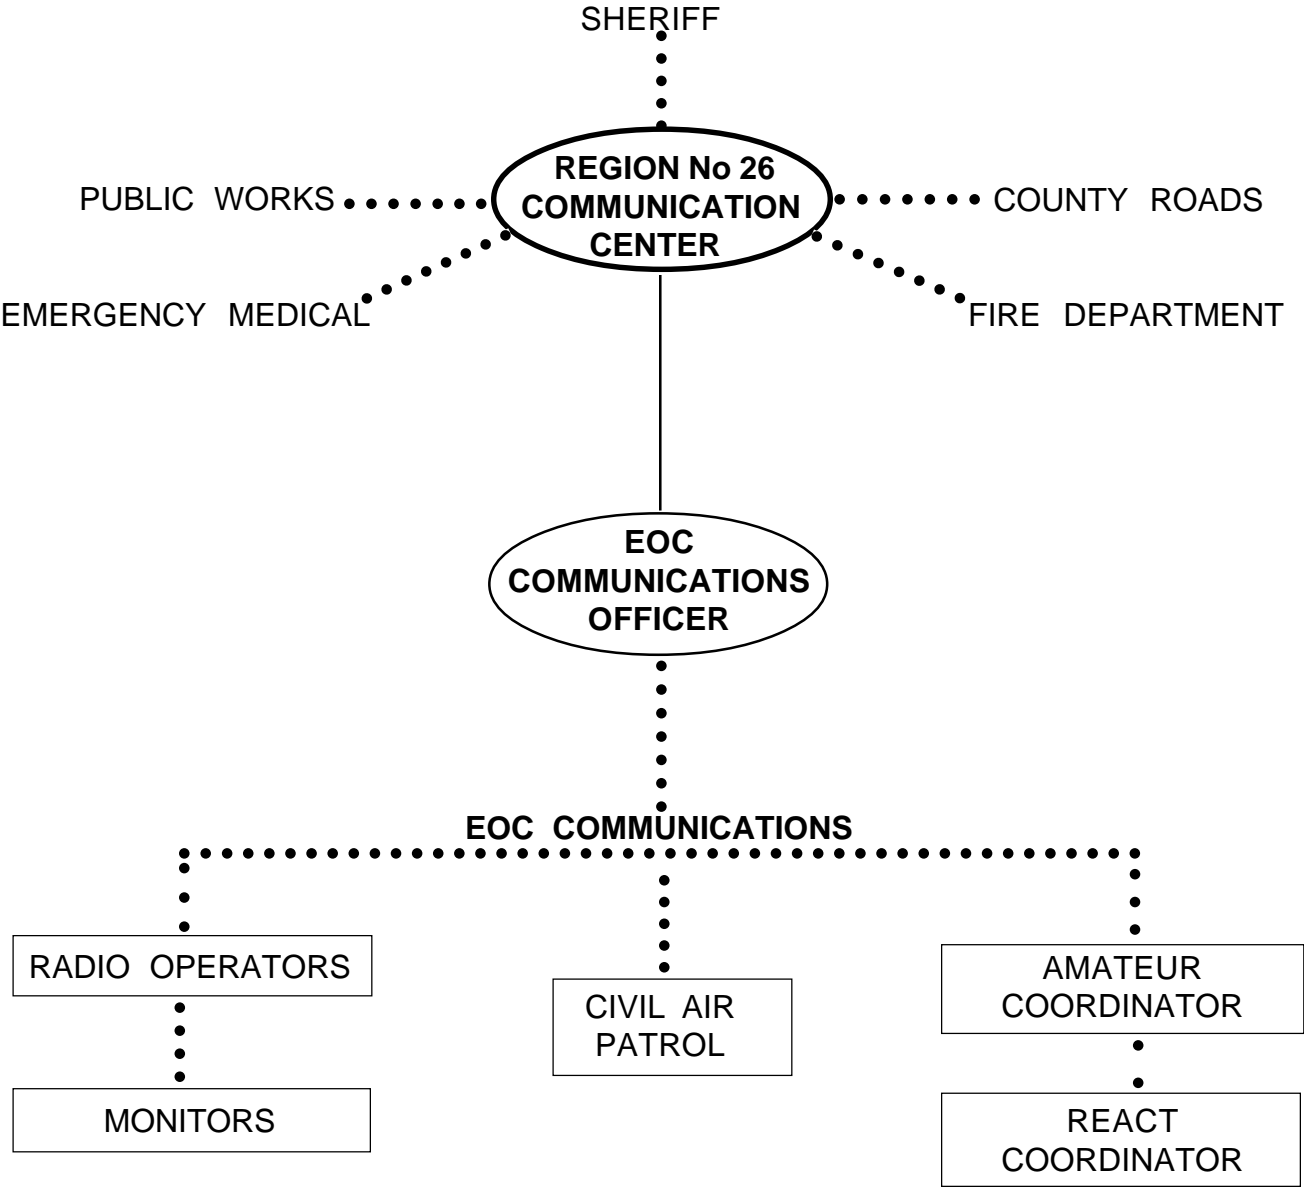 SHERIFF
REGION No 26
COMMUNICATION
CENTER
PUBLIC WORKS
COUNTY ROADS
EMERGENCY MEDICAL
FIRE DEPARTMENT
EOC
COMMUNICATIONS
OFFICER
EOC COMMUNICATIONS
RADIO OPERATORS
CIVIL AIR
PATROL
AMATEUR
COORDINATOR
MONITORS
REACT
COORDINATOR